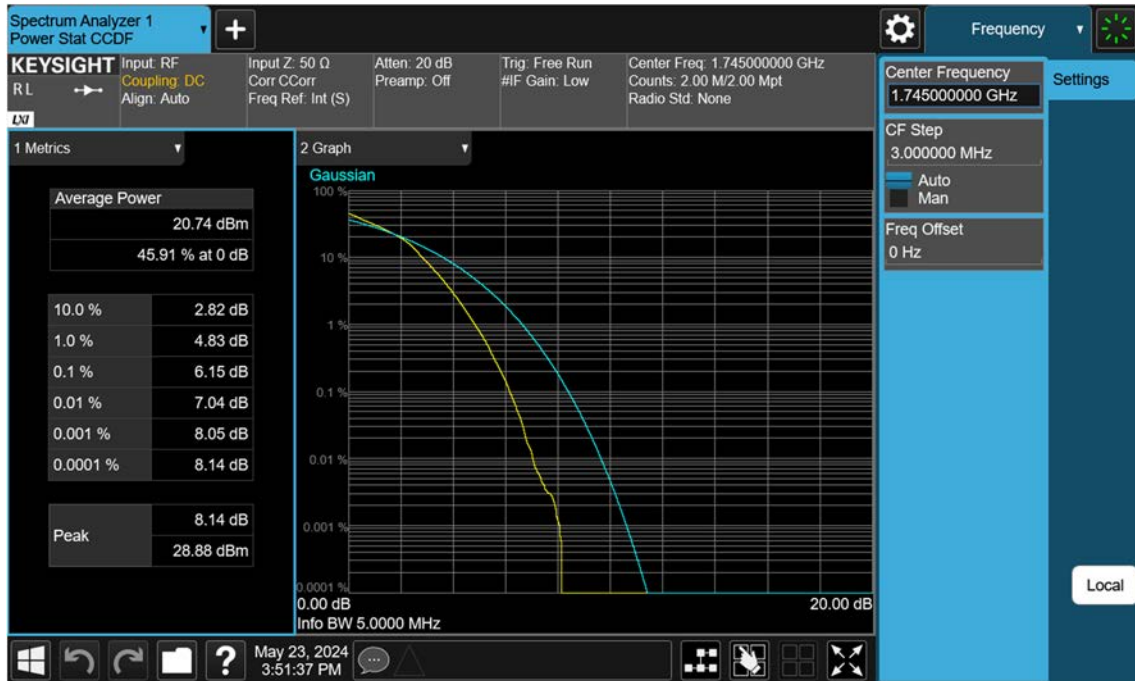 Spectrum Analyzer 1
Power Stat CCDF
Frequency
KEYSIGHT
R L
LXI
Input: RF
Coupling: DC
Align: Auto
Input Z: 50 Ω
Corr CCorr
Freq Ref: Int (S)
Atten: 20 dB
Preamp: Off
Trig: Free Run
#IF Gain: Low
Center Freq: 1.745000000 GHz
Counts: 2.00 M/2.00 Mpt
Radio Std: None
Center Frequency
1.745000000 GHz
Settings
CF Step
3.000000 MHz
Auto
Man
Freq Offset
0 Hz
Local
1 Metrics
Average Power
20.74 dBm
45.91 % at 0 dB
10.0 % 2.82 dB
1.0 % 4.83 dB
0.1 % 6.15 dB
0.01 % 7.04 dB
0.001 % 8.05 dB
0.0001 % 8.14 dB
Peak
8.14 dB
28.88 dBm
2 Graph
Gaussian
100 %
10 %
1 %
0.1 %
0.01 %
0.001 %
0.0001 %
0.00 dB 20.00 dB
Info BW 5.0000 MHz
?
May 23, 2024
3:51:37 PM